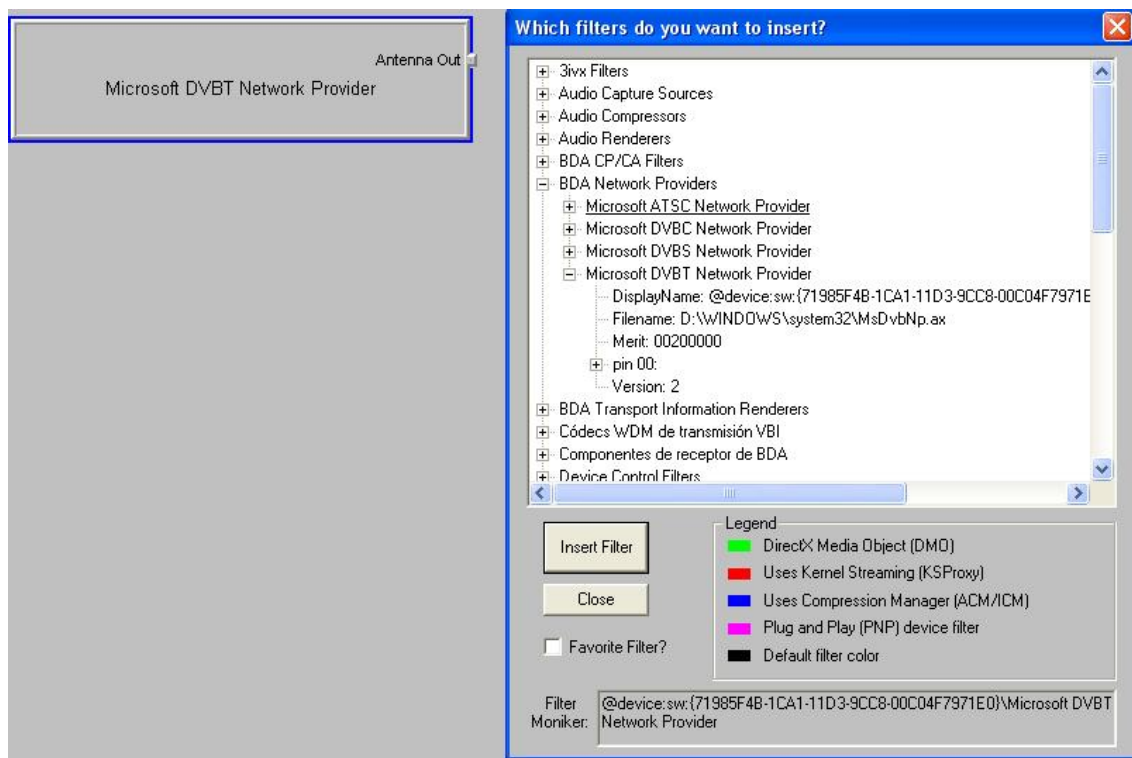 Antenna Out
Microsoft DVBT Network Provider
Which filters do you want to insert?
3ivx Filters
Audio Capture Sources
Audio Compressors
Audio Renderers
BDA CP/CA Filters
BDA Network Providers
Microsoft ATSC Network Provider
Microsoft DVBC Network Provider
Microsoft DVBS Network Provider
Microsoft DVBT Network Provider
DisplayName: @device:sw:{71985F4B-1CA1-11D3-9CC8-00C04F7971E
Filename: D:\WINDOWS\system32\MsDvbNp.ax
Merit: 00200000
pin 00:
Version: 2
BDA Transport Information Renderers
Códecs WDM de transmisión VBI
Componentes de receptor de BDA
Device Control Filters
Insert Filter
Close
Favorite Filter?
Legend
DirectX Media Object (DMO)
Uses Kernel Streaming (KSProxy)
Uses Compression Manager (ACM/ICM)
Plug and Play (PNP) device filter
Default filter color
Filter Moniker:
@device:sw:{71985F4B-1CA1-11D3-9CC8-00C04F7971E0}\Microsoft DVBT
Network Provider